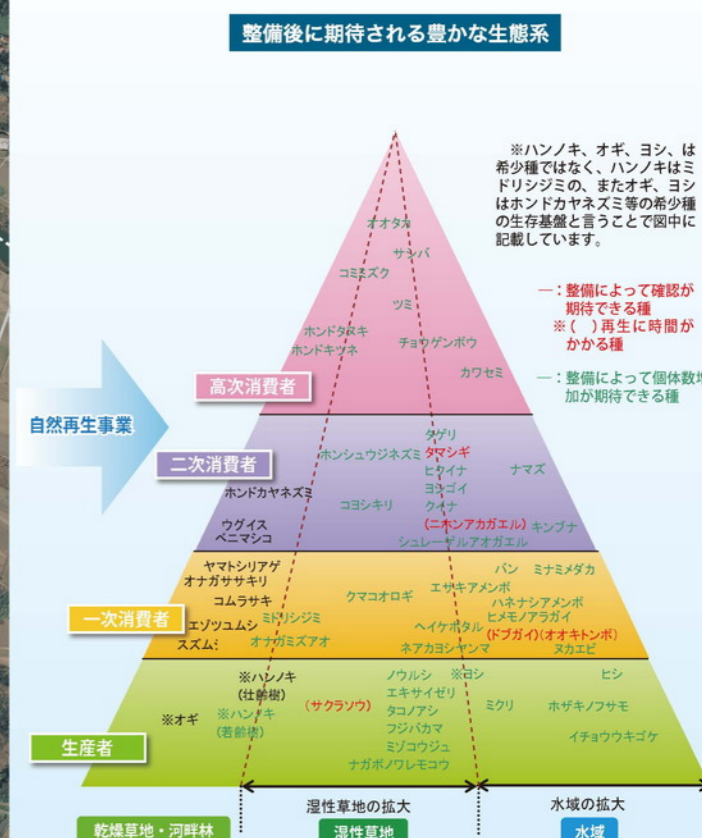 整備後に期待される豊かな生態系
※ハンノキ、オギ、ヨシ、は
希少種ではなく、ハンノキはミ
ドリシジミの、またオギ、ヨシ
はホンドカヤネズミ等の希少種
の生存基盤と言うことで図中に
記載しています。
―：整備によって確認が
期待できる種
※（　）再生に時間が
かかる種
―：整備によって個体数増
加が期待できる種
自然再生事業
高次消費者
オオタカ
サシバ
コミミズク
ツミ
ホンドタヌキ
ホンドキツネ
チョウゲンボウ
カワセミ
二次消費者
ホンドカヤネズミ
ウグイス
ベニマシコ
ホンシュウジネズミ
コヨシキリ
タゲリ
タマシギ
ヒクイナ
ヨシゴイ
クイナ
(ニホンアカガエル)
シュレーゲルアオガエル
ナマズ
キンブナ
一次消費者
ヤマトシリアゲ
オナガササキリ
コムラサキ
エゾツユムシ
スズムシ
ミドリシジミ
オナガミズアオ
クマコオロギ
エサキアメンボ
ヘイケボタル
ネアカヨシヤンマ
バン
ミナミメダカ
ハネナシアメンボ
ヒメモノアラガイ
(ドブガイ)(オオキトンボ)
ヌカエビ
生産者
※オギ
※ハンノキ
(壮齢樹)
※ハンノキ
(若齢樹)
(サクラソウ)
ノウルシ
※ヨシ
エキサイゼリ
タコノアシ
フジバカマ
ミゾコウジュ
ナガボノワレモコウ
ミクリ
ヒシ
ホザキノフサモ
イチョウウキゴケ
湿性草地の拡大
水域の拡大
乾燥草地・河畔林
湿性草地
水域